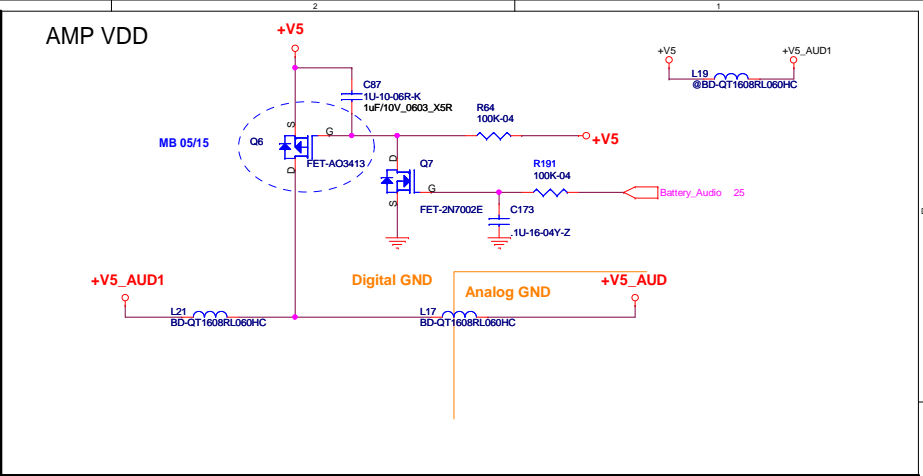 2
1
AMP VDD
+V5
+V5
+V5_AUD1
L19
@BD-QT1608RL060HC
C87
1U-10-06R-K
1uF/10V_0603_X5R
R64
100K-04
S
G
MB 05/15
Q6
+V5
FET-AO3413
D
D
Q7
R191
100K-04
G
Battery_Audio 25
S
FET-2N7002E
C173
.1U-16-04Y-Z
+V5_AUD1
Digital GND
Analog GND
+V5_AUD
L21
BD-QT1608RL060HC
L17
BD-QT1608RL060HC